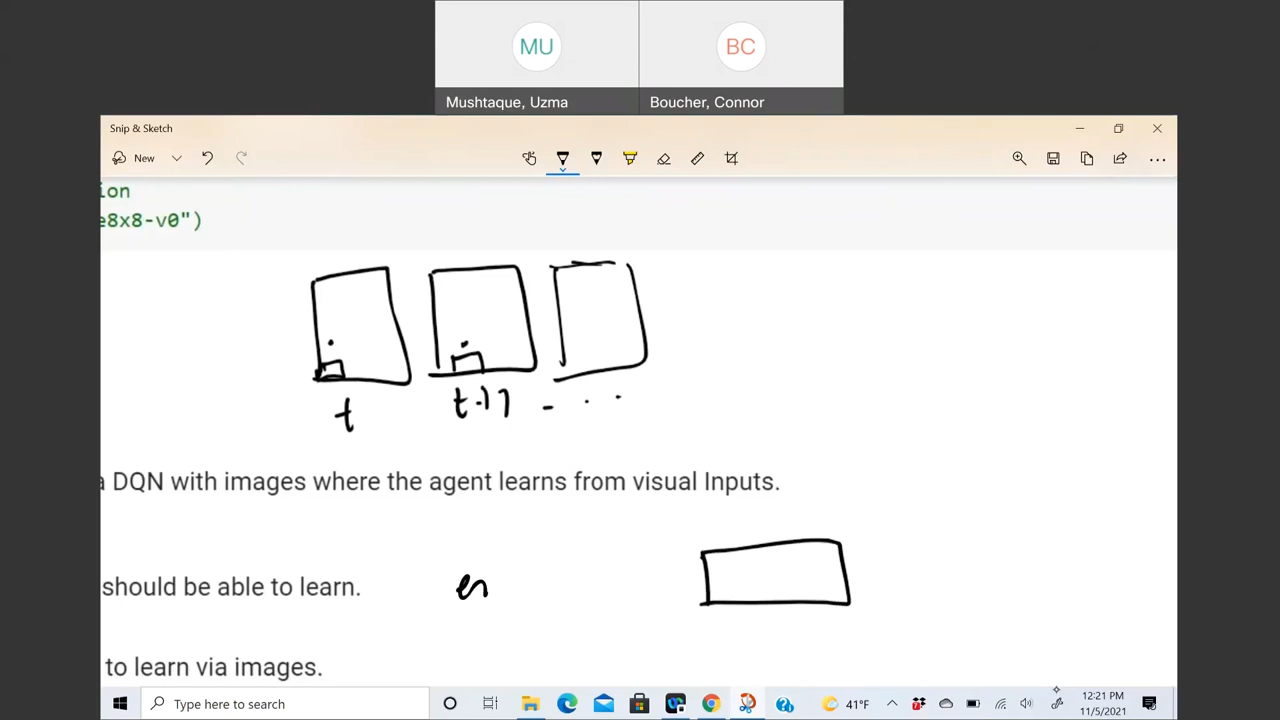 MU BC
Mushtaque, Uzma Boucher, Connor
Snip & Sketch
New
ion
e8x8-v0")
t
a DQN with images where the agent learns from visual Inputs.
should be able to learn. en
to learn via images.
Type here to search 41°F 12:21 PM
11/5/2021